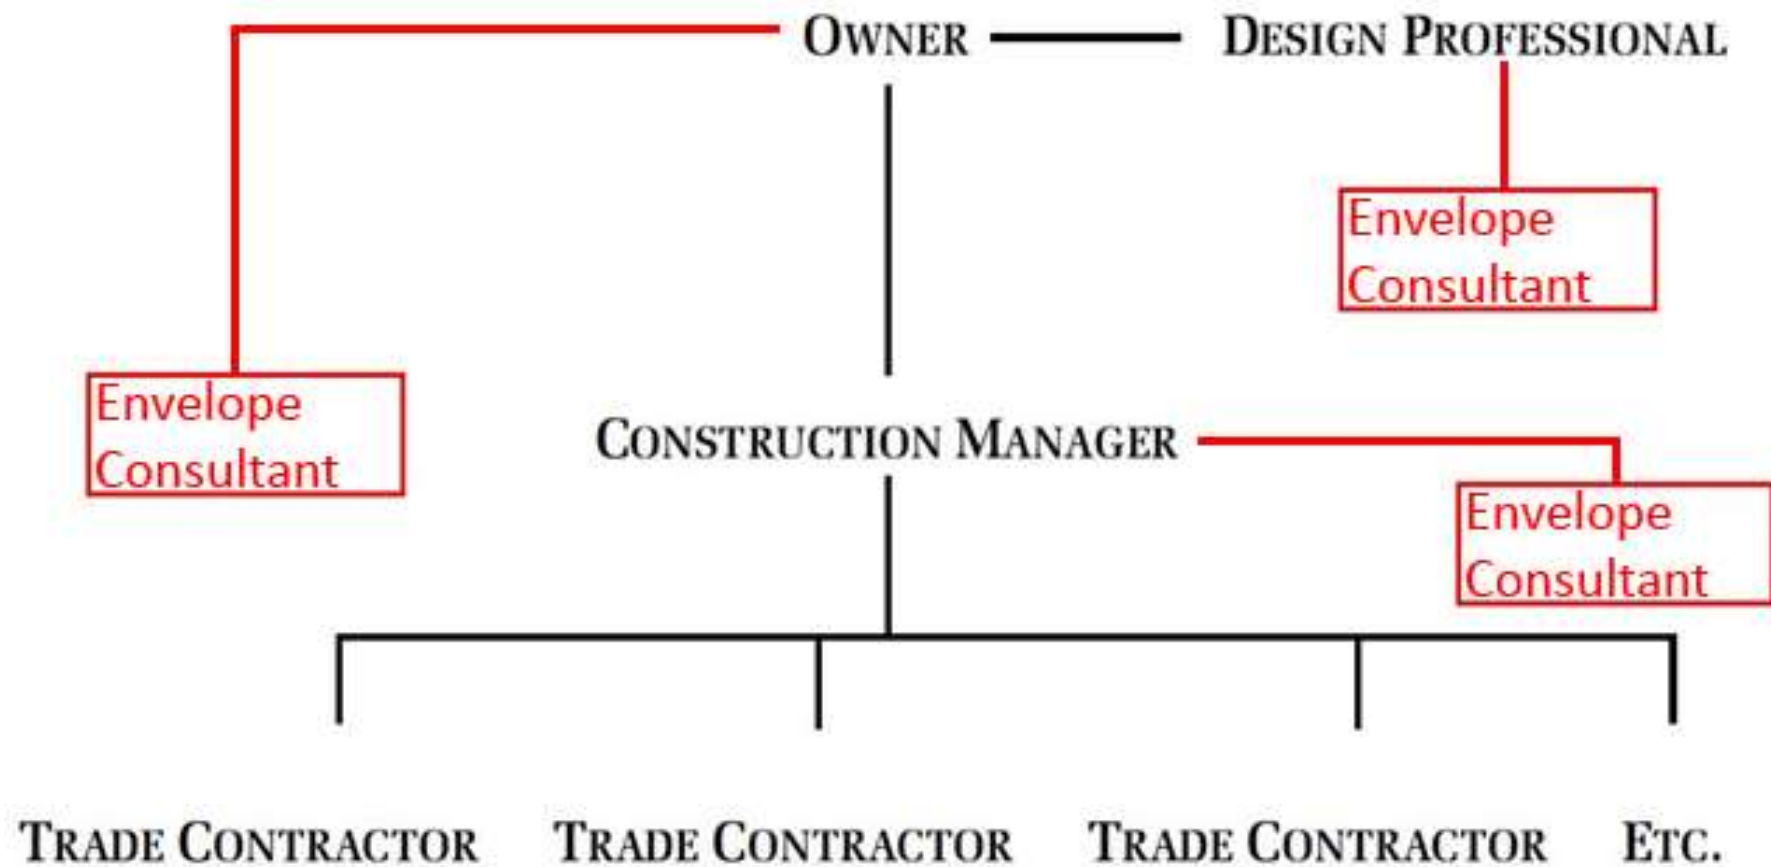 OWNER
DESIGN PROFESSIONAL
Envelope
Consultant
Envelope
Consultant
CONSTRUCTION MANAGER
Envelope
Consultant
TRADE CONTRACTOR
TRADE CONTRACTOR
TRADE CONTRACTOR
ETC.